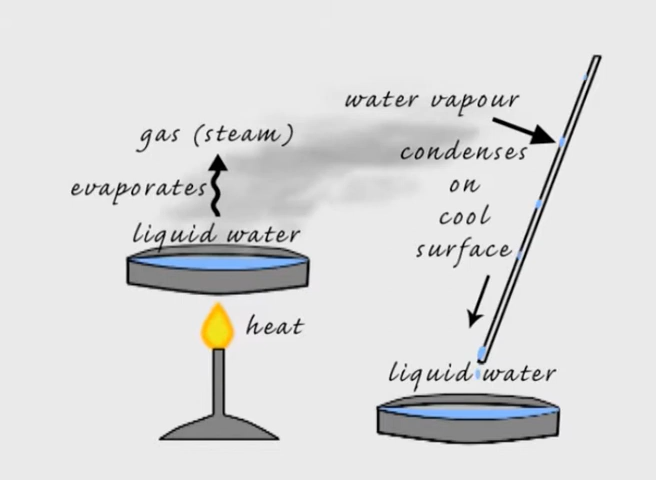 gas (steam)
evaporates
liquid water
heat
water vapour
condenses
on
cool
surface
liquid water